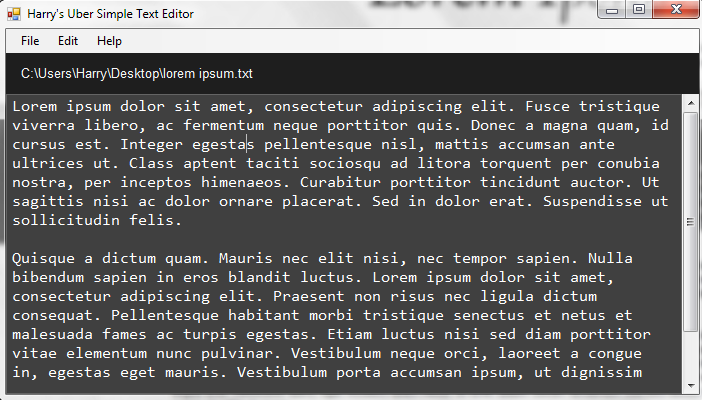 Harry's Uber Simple Text Editor
File Edit Help
C:\Users\Harry\Desktop\lorem ipsum.txt
Lorem ipsum dolor sit amet, consectetur adipiscing elit. Fusce tristique
viverra libero, ac fermentum neque porttitor quis. Donec a magna quam, id
cursus est. Integer egestas pellentesque nisl, mattis accumsan ante
ultrices ut. Class aptent taciti sociosqu ad litora torquent per conubia
nostra, per inceptos himenaeos. Curabitur porttitor tincidunt auctor. Ut
sagittis nisi ac dolor ornare placerat. Sed in dolor erat. Suspendisse ut
sollicitudin felis.
Quisque a dictum quam. Mauris nec elit nisi, nec tempor sapien. Nulla
bibendum sapien in eros blandit luctus. Lorem ipsum dolor sit amet,
consectetur adipiscing elit. Praesent non risus nec ligula dictum
consequat. Pellentesque habitant morbi tristique senectus et netus et
malesuada fames ac turpis egestas. Etiam luctus nisi sed diam porttitor
vitae elementum nunc pulvinar. Vestibulum neque orci, laoreet a congue
in, egestas eget mauris. Vestibulum porta accumsan ipsum, ut dignissim